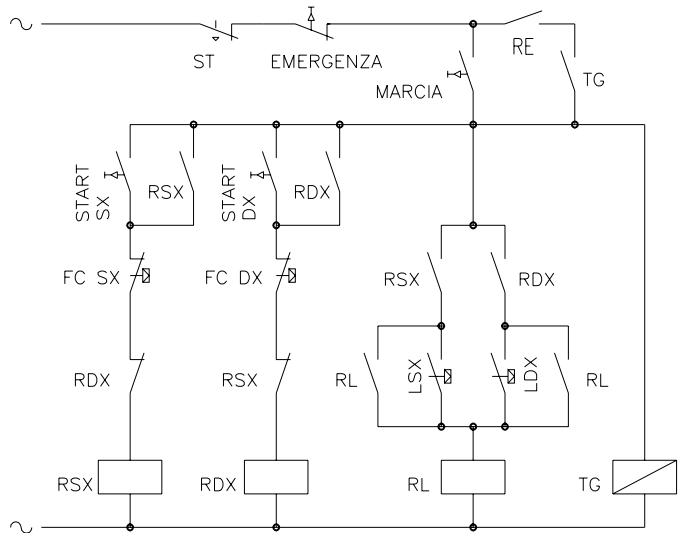 ST
EMERGENZA
RE
MARCIA
TG
START
SX
RSX
START
DX
RDX
FC SX
FC DX
RSX
RDX
RDX
RSX
RL
LSX
LDX
RL
RSX
RDX
RL
TG